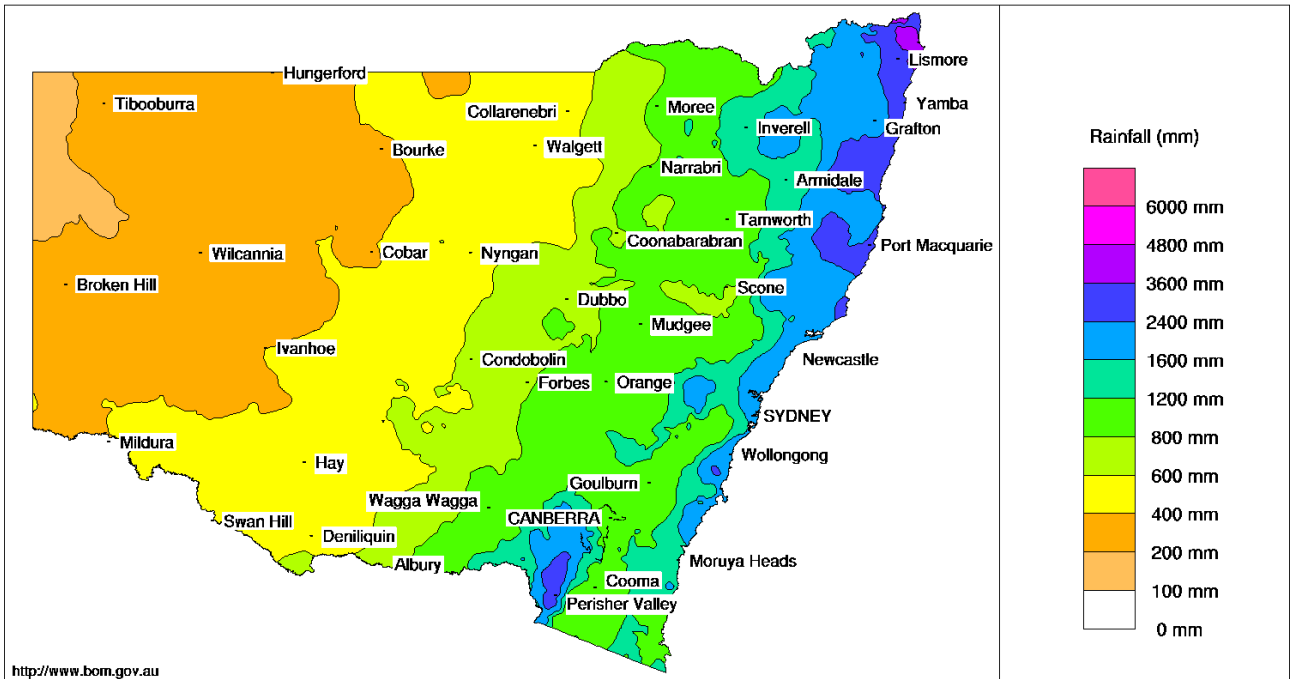 Hungerford
Lismore
Tibooburra
Collarenebri
Moree
Yamba
Inverell
Grafton
Bourke
Walgett
Narrabri
Armidale
Tamworth
Wilcannia
Cobar
Nyngan
Coonabarabran
Port Macquarie
Broken Hill
Dubbo
Scone
Mudgee
Ivanhoe
Condobolin
Newcastle
Forbes
Orange
SYDNEY
Mildura
Hay
Wollongong
Goulburn
Wagga Wagga
Swan Hill
CANBERRA
Deniliquin
Albury
Moruya Heads
Cooma
Perisher Valley
http://www.bom.gov.au
Rainfall (mm)
6000 mm
4800 mm
3600 mm
2400 mm
1600 mm
1200 mm
800 mm
600 mm
400 mm
200 mm
100 mm
0 mm